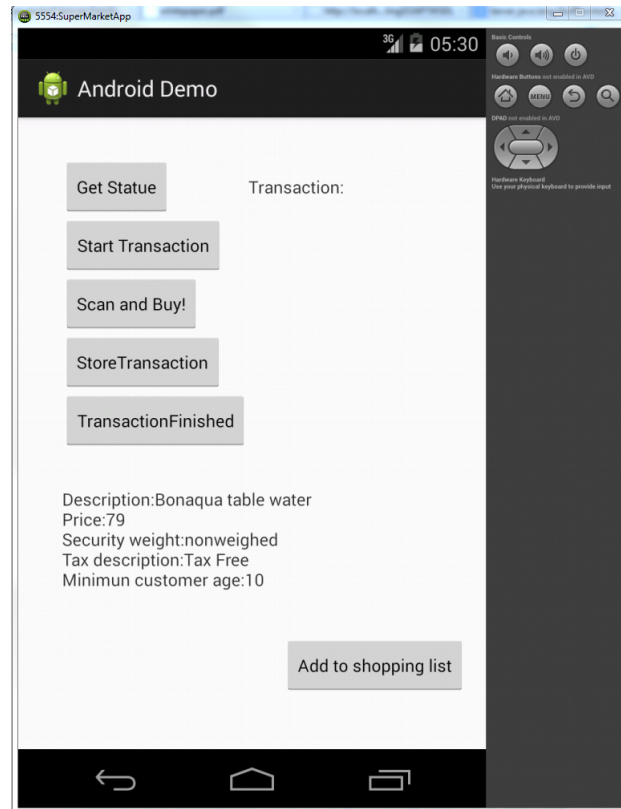 5554:SuperMarketApp
3G 05:30
Android Demo
Get Statue
Transaction:
Start Transaction
Scan and Buy!
StoreTransaction
TransactionFinished
Description:Bonaqua table water
Price:79
Security weight:nonweighed
Tax description:Tax Free
Minimun customer age:10
Add to shopping list
Basic Controls
Hardware Buttons not enabled in AVD
MENU
DPAD not enabled in AVD
Hardware Keyboard
Use your physical keyboard to provide input